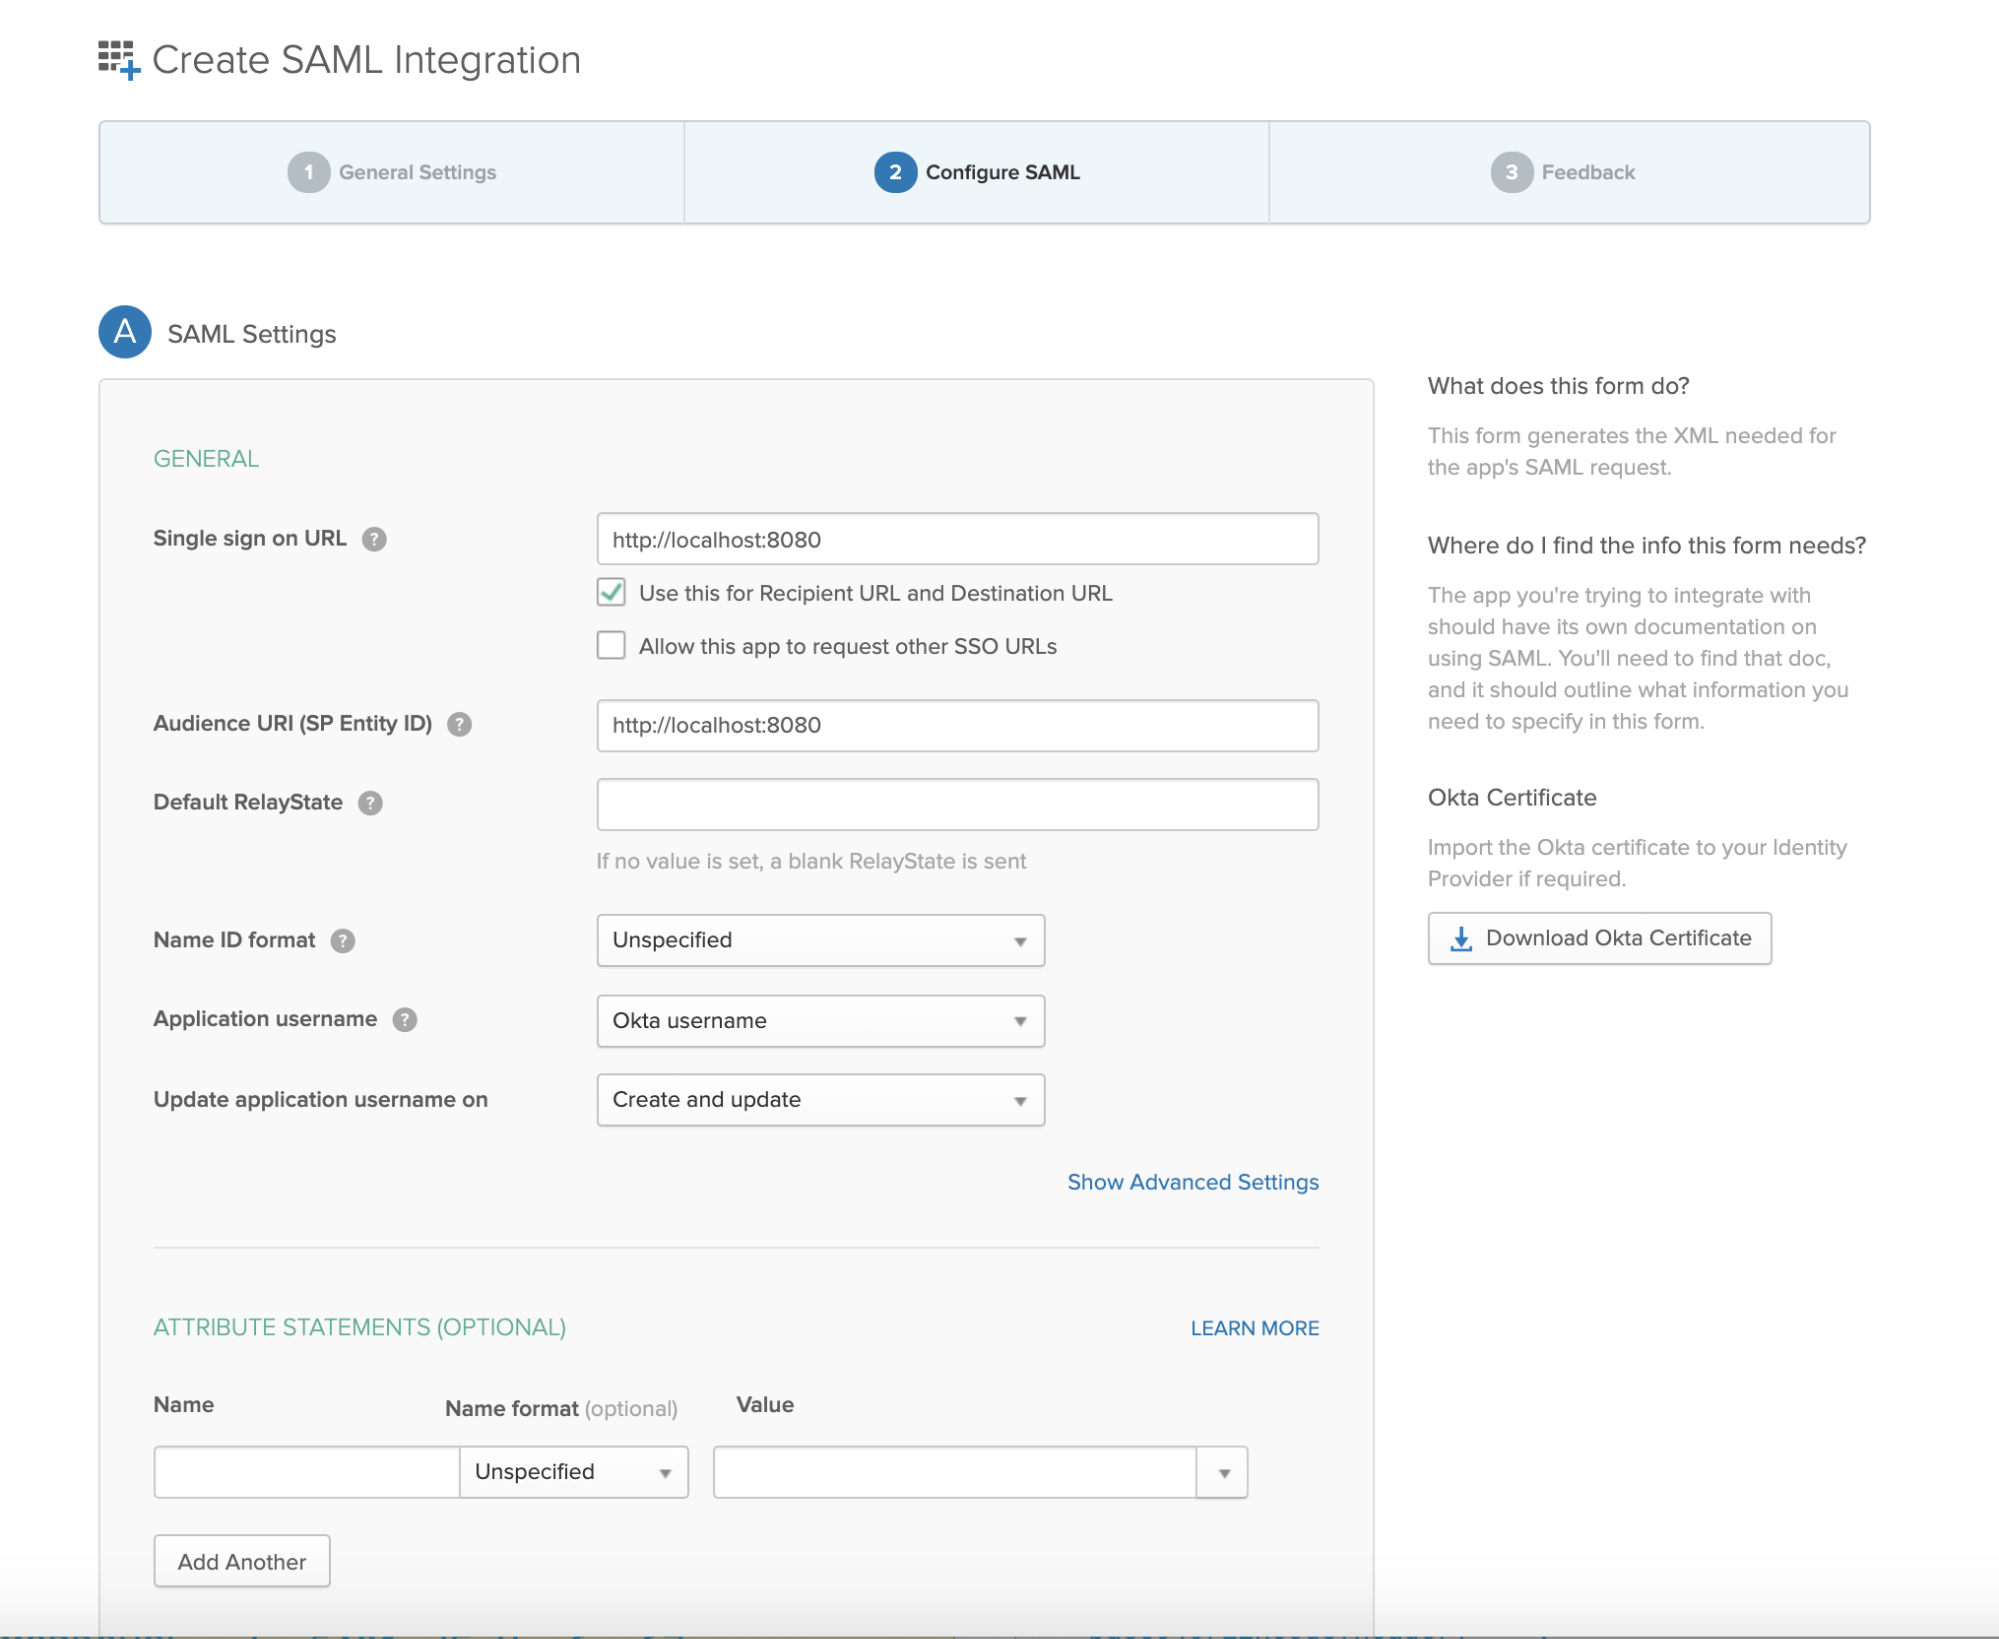 Create SAML Integration
1 General Settings
2 Configure SAML
3 Feedback
A SAML Settings
GENERAL
Single sign on URL ?
http://localhost:8080
Use this for Recipient URL and Destination URL
Allow this app to request other SSO URLs
Audience URI (SP Entity ID) ?
http://localhost:8080
Default RelayState ?
If no value is set, a blank RelayState is sent
Name ID format ?
Unspecified
Application username ?
Okta username
Update application username on
Create and update
Show Advanced Settings
ATTRIBUTE STATEMENTS (OPTIONAL)
LEARN MORE
Name
Name format (optional)
Value
Unspecified
Add Another
What does this form do?
This form generates the XML needed for
the app's SAML request.
Where do I find the info this form needs?
The app you're trying to integrate with
should have its own documentation on
using SAML. You'll need to find that doc,
and it should outline what information you
need to specify in this form.
Okta Certificate
Import the Okta certificate to your Identity
Provider if required.
Download Okta Certificate